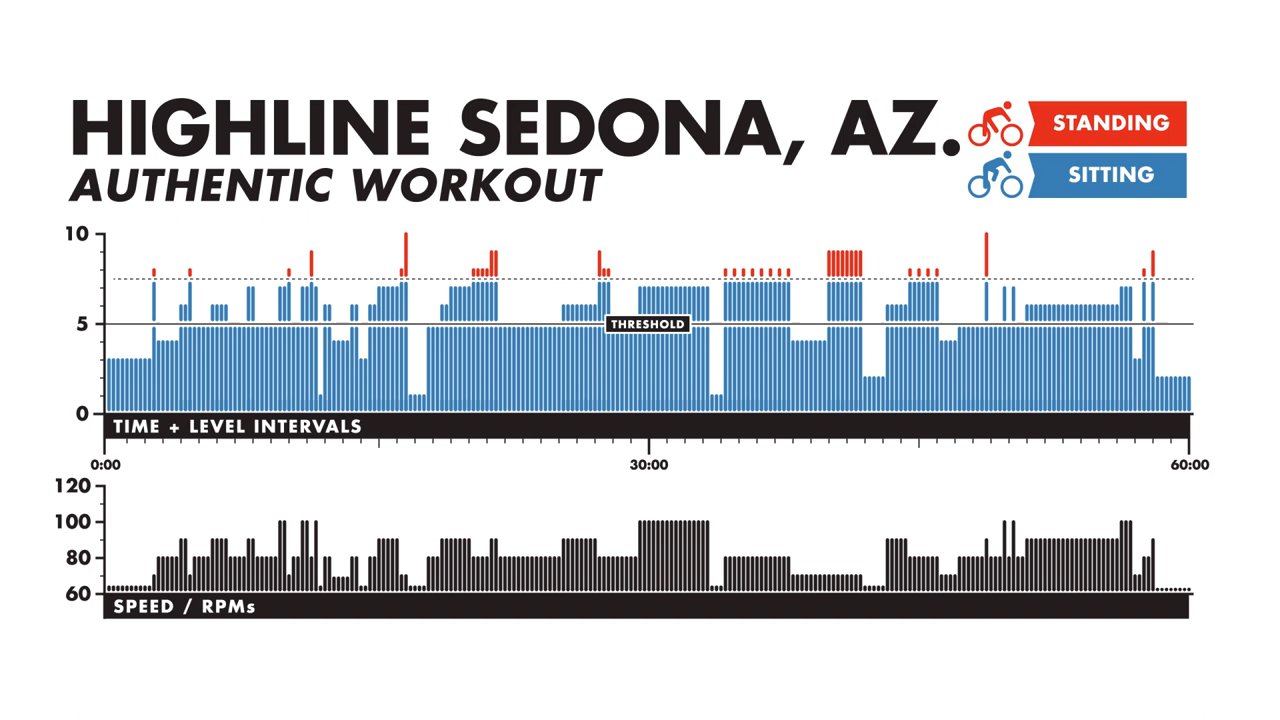 HIGHLINE SEDONA, AZ.
AUTHENTIC WORKOUT
STANDING
SITTING
10
5
THRESHOLD
0
TIME + LEVEL INTERVALS
0:00 30:00 60:00
120
100
80
60
SPEED / RPMs